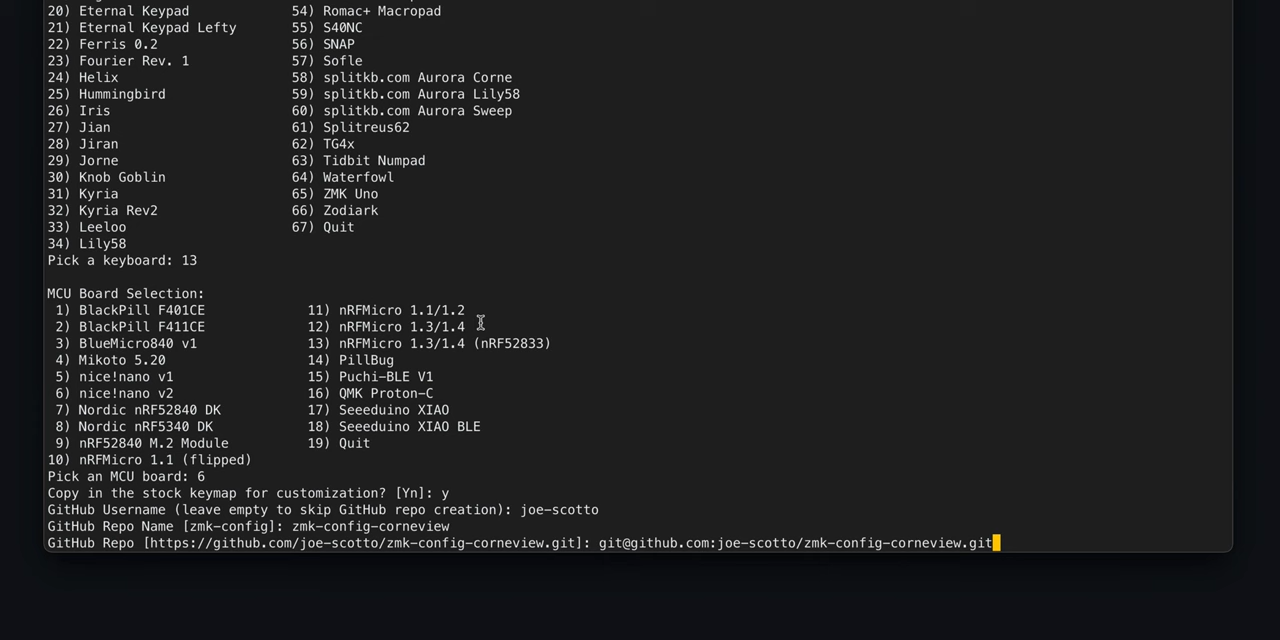 20) Eternal Keypad 54) Romac+ Macropad
21) Eternal Keypad Lefty 55) S40NC
22) Ferris 0.2 56) SNAP
23) Fourier Rev. 1 57) Sofle
24) Helix 58) splitkb.com Aurora Corne
25) Hummingbird 59) splitkb.com Aurora Lily58
26) Iris 60) splitkb.com Aurora Sweep
27) Jian 61) Splitreus62
28) Jiran 62) TG4x
29) Jorne 63) Tidbit Numpad
30) Knob Goblin 64) Waterfowl
31) Kyria 65) ZMK Uno
32) Kyria Rev2 66) Zodiark
33) Leeloo 67) Quit
34) Lily58
Pick a keyboard: 13
MCU Board Selection:
1) BlackPill F401CE 11) nRFMicro 1.1/1.2
2) BlackPill F411CE 12) nRFMicro 1.3/1.4
3) BlueMicro840 v1 13) nRFMicro 1.3/1.4 (nRF52833)
4) Mikoto 5.20 14) PillBug
5) nice!nano v1 15) Puchi-BLE V1
6) nice!nano v2 16) QMK Proton-C
7) Nordic nRF52840 DK 17) Seeeduino XIAO
8) Nordic nRF5340 DK 18) Seeeduino XIAO BLE
9) nRF52840 M.2 Module 19) Quit
10) nRFMicro 1.1 (flipped)
Pick an MCU board: 6
Copy in the stock keymap for customization? [Yn]: y
GitHub Username (leave empty to skip GitHub repo creation): joe-scotto
GitHub Repo Name [zmk-config]: zmk-config-corneview
GitHub Repo [https://github.com/joe-scotto/zmk-config-corneview.git]: git@github.com:joe-scotto/zmk-config-corneview.git